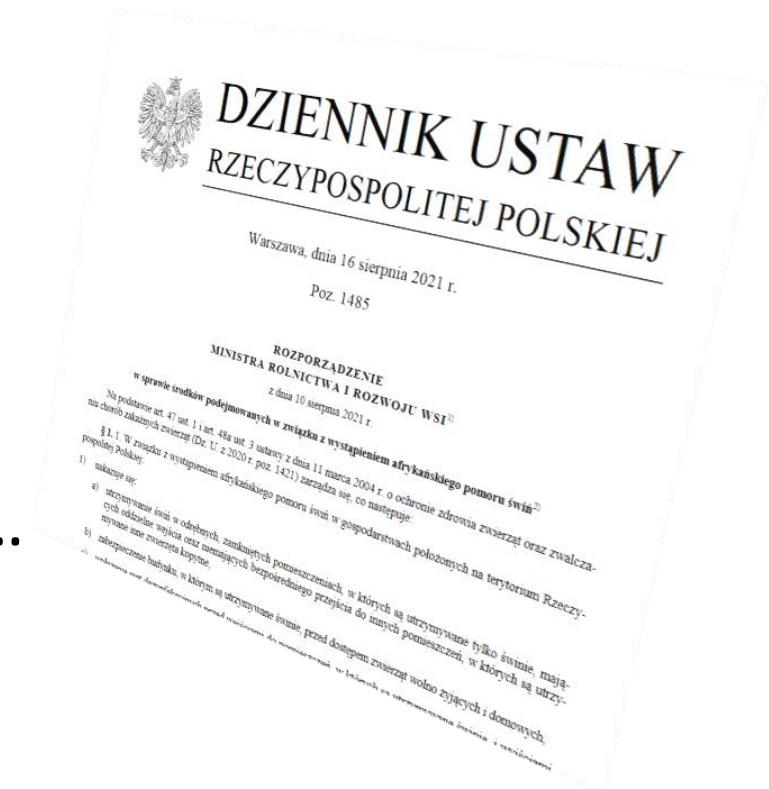 DZIENNIK USTAW
RZECZYPOSPOLITEJ POLSKIEJ
Warszawa, dnia 16 sierpnia 2021 r.
Poz. 1485
ROZPORZĄDZENIE
MINISTRA ROLNICTWA I ROZWOJU WSI¹⁾
z dnia 10 sierpnia 2021 r.
w sprawie środków podejmowanych w związku z wystąpieniem afrykańskiego pomoru świń²⁾
Na podstawie art. 47 ust. 1 i art. 48a ust. 3 ustawy z dnia 11 marca 2004 r. o ochronie zdrowia zwierząt oraz zwalcza-
niu chorób zakaźnych zwierząt (Dz. U. z 2020 r. poz. 1421) zarządza się, co następuje:
§ 1. 1. W związku z wystąpieniem afrykańskiego pomoru świń w gospodarstwach położonych na terytorium Rzeczy-
pospolitej Polskiej:
1) nakazuje się:
a) utrzymywanie świń w odrębnych, zamkniętych pomieszczeniach, w których są utrzymywane tylko świnie, mają-
cych oddzielne wejścia oraz niemających bezpośredniego przejścia do innych pomieszczeń, w których są utrzy-
mywane inne zwierzęta kopytne,
b) zabezpieczenie budynku, w którym są utrzymywane świnie, przed dostępem zwierząt wolno żyjących i domowych,
..